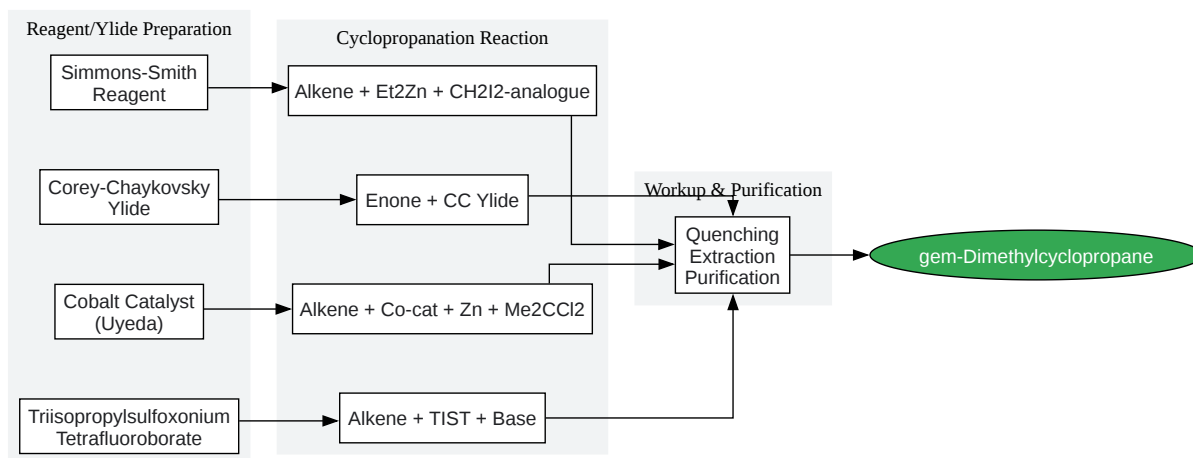 Reagent/Ylide Preparation
Cyclopropanation Reaction
Simmons-Smith
Reagent
Alkene + Et2Zn + CH2I2-analogue
Corey-Chaykovsky
Ylide
Enone + CC Ylide
Workup & Purification
Quenching
Extraction
Purification
gem-Dimethylcyclopropane
Cobalt Catalyst
(Uyeda)
Alkene + Co-cat + Zn + Me2CCl2
Triisopropylsulfoxonium
Tetrafluoroborate
Alkene + TIST + Base